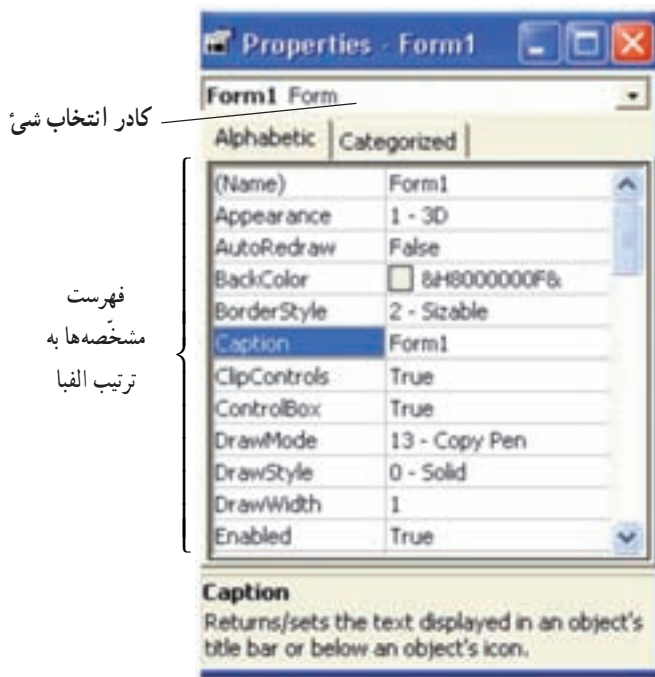 Properties - Form1
Form1 Form
کادر انتخاب شئ
Alphabetic Categorized
(Name) Form1
Appearance 1 - 3D
AutoRedraw False
BackColor &H8000000F&
BorderStyle 2 - Sizable
Caption Form1
ClipControls True
ControlBox True
DrawMode 13 - Copy Pen
DrawStyle 0 - Solid
DrawWidth 1
Enabled True
فهرست
مشخّصه‌ها به
ترتیب الفبا
Caption
Returns/sets the text displayed in an object's
title bar or below an object's icon.